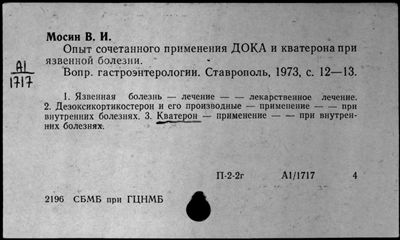 Мосин В. И.
Опыт сочетанного применения ДОКА и кватерона при
язвенной болезни.
Вопр. гастроэнтерологии. Ставрополь, 1973, с. 12—13.
А1
1717
1. Язвенная болезнь — лечение — — лекарственное лечение.
2. Дезоксикортикостерон и его производные — применение — — при
внутренних болезнях. 3. Кватерон — применение — — при внутрен-
них болезнях.
П-2-2г А1/1717 4
2196 СБМБ при ГЦНМБ